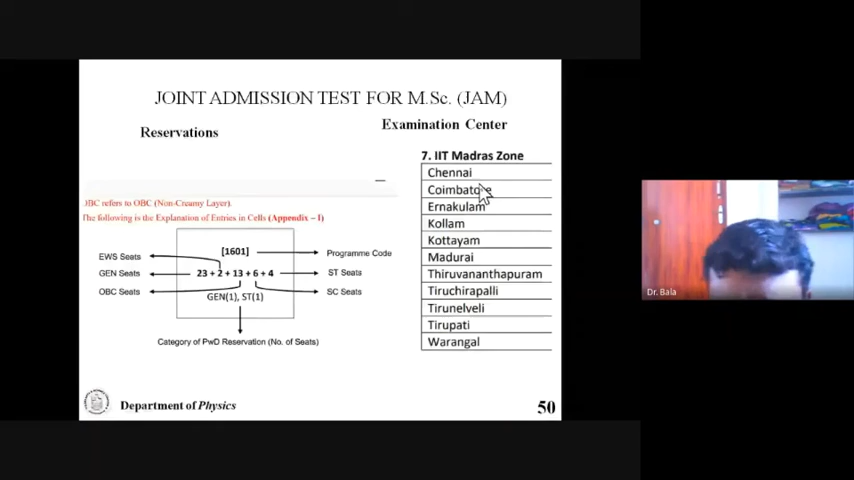 JOINT ADMISSION TEST FOR M.Sc. (JAM)
Reservations
Examination Center
OBC refers to OBC (Non-Creamy Layer).
The following is the Explanation of Entries in Cells (Appendix – I)
[1601]
Programme Code
EWS Seats
GEN Seats
23 + 2 + 13 + 6 + 4
ST Seats
OBC Seats
GEN(1), ST(1)
SC Seats
Category of PwD Reservation (No. of Seats)
7. IIT Madras Zone
Chennai
Coimbatore
Ernakulam
Kollam
Kottayam
Madurai
Thiruvananthapuram
Tiruchirapalli
Tirunelveli
Tirupati
Warangal
Department of Physics
50
Dr. Bala